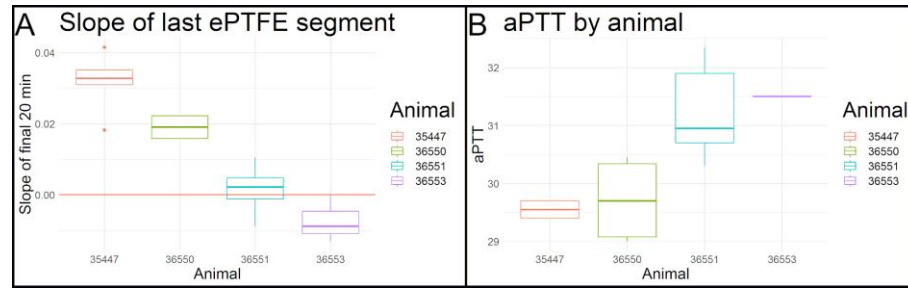 A Slope of last ePTFE segment
Slope of final 20 min
0.04
0.02
0.00
35447 36550 36551 36553
Animal
Animal
35447
36550
36551
36553
B aPTT by animal
aPTT
32
31
30
29
35447 36550 36551 36553
Animal
Animal
35447
36550
36551
36553